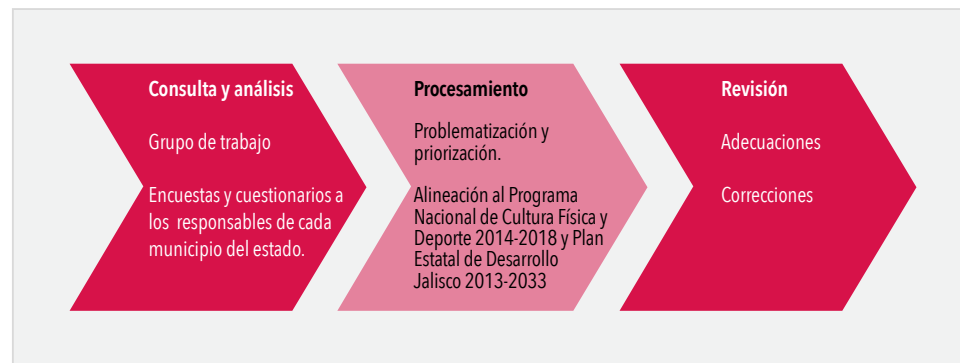 Consulta y análisis
Grupo de trabajo
Encuestas y cuestionarios a
los responsables de cada
municipio del estado.
Procesamiento
Problematización y
priorización.
Alineación al Programa
Nacional de Cultura Física y
Deporte 2014-2018 y Plan
Estatal de Desarrollo
Jalisco 2013-2033
Revisión
Adecuaciones
Correcciones